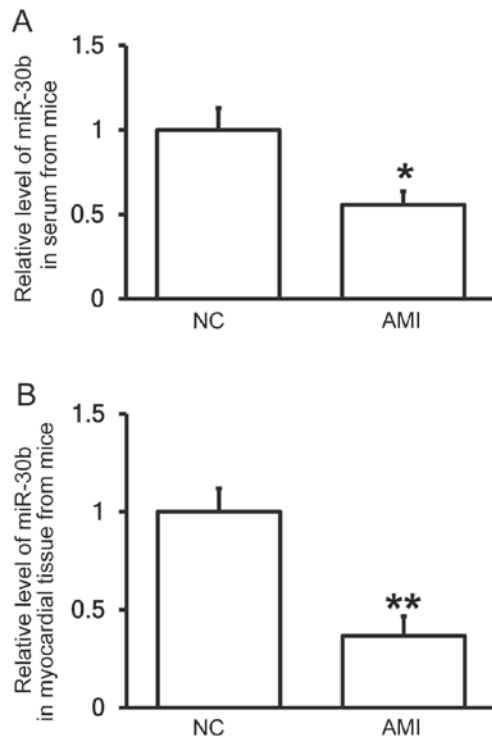 A
Relative level of miR-30b
in serum from mice
1.5
1
0.5
0
*
NC
AMI
B
Relative level of miR-30b
in myocardial tissue from mice
1.5
1
0.5
0
**
NC
AMI